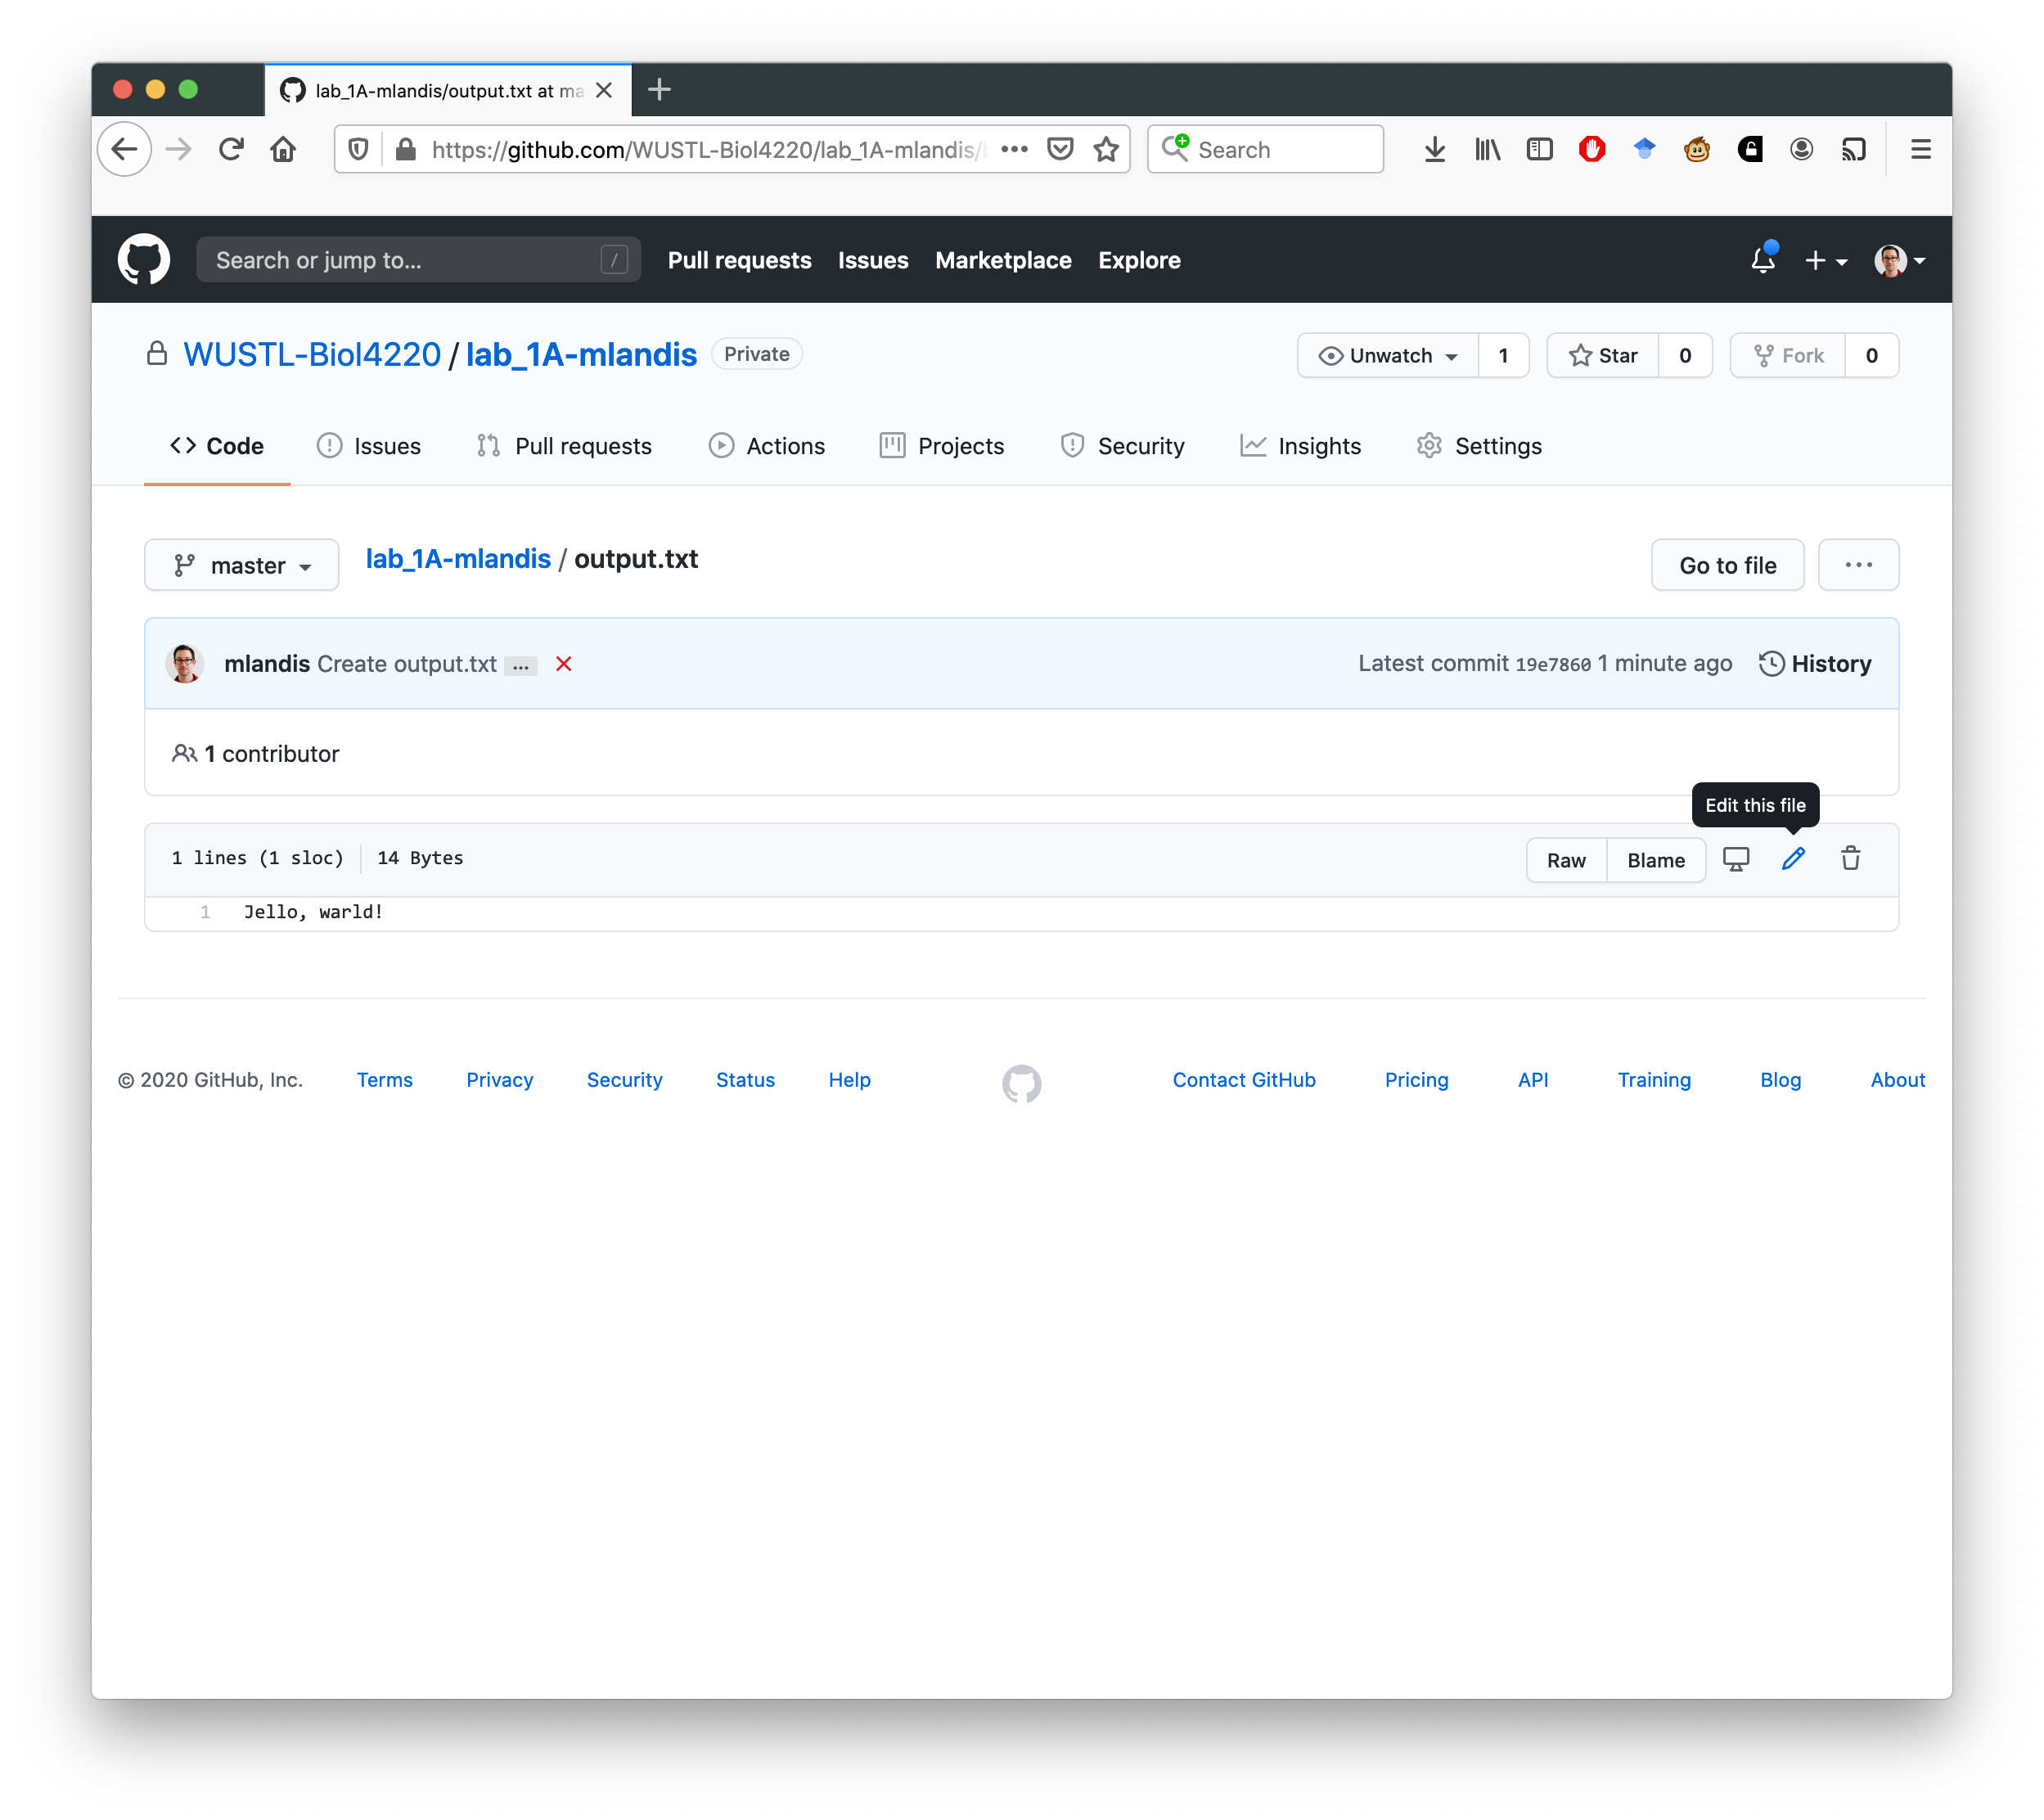 lab_1A-mlandis/output.txt at ma
https://github.com/WUSTL-Biol4220/lab_1A-mlandis/
Search
Search or jump to...
/
Pull requests
Issues
Marketplace
Explore
WUSTL-Biol4220 / lab_1A-mlandis
Private
Unwatch
1
Star
0
Fork
0
Code
Issues
Pull requests
Actions
Projects
Security
Insights
Settings
master
lab_1A-mlandis / output.txt
Go to file
...
mlandis Create output.txt ...
Latest commit 19e7860 1 minute ago
History
1 contributor
Edit this file
1 lines (1 sloc)
14 Bytes
Raw
Blame
1 Jello, warld!
© 2020 GitHub, Inc.
Terms
Privacy
Security
Status
Help
Contact GitHub
Pricing
API
Training
Blog
About